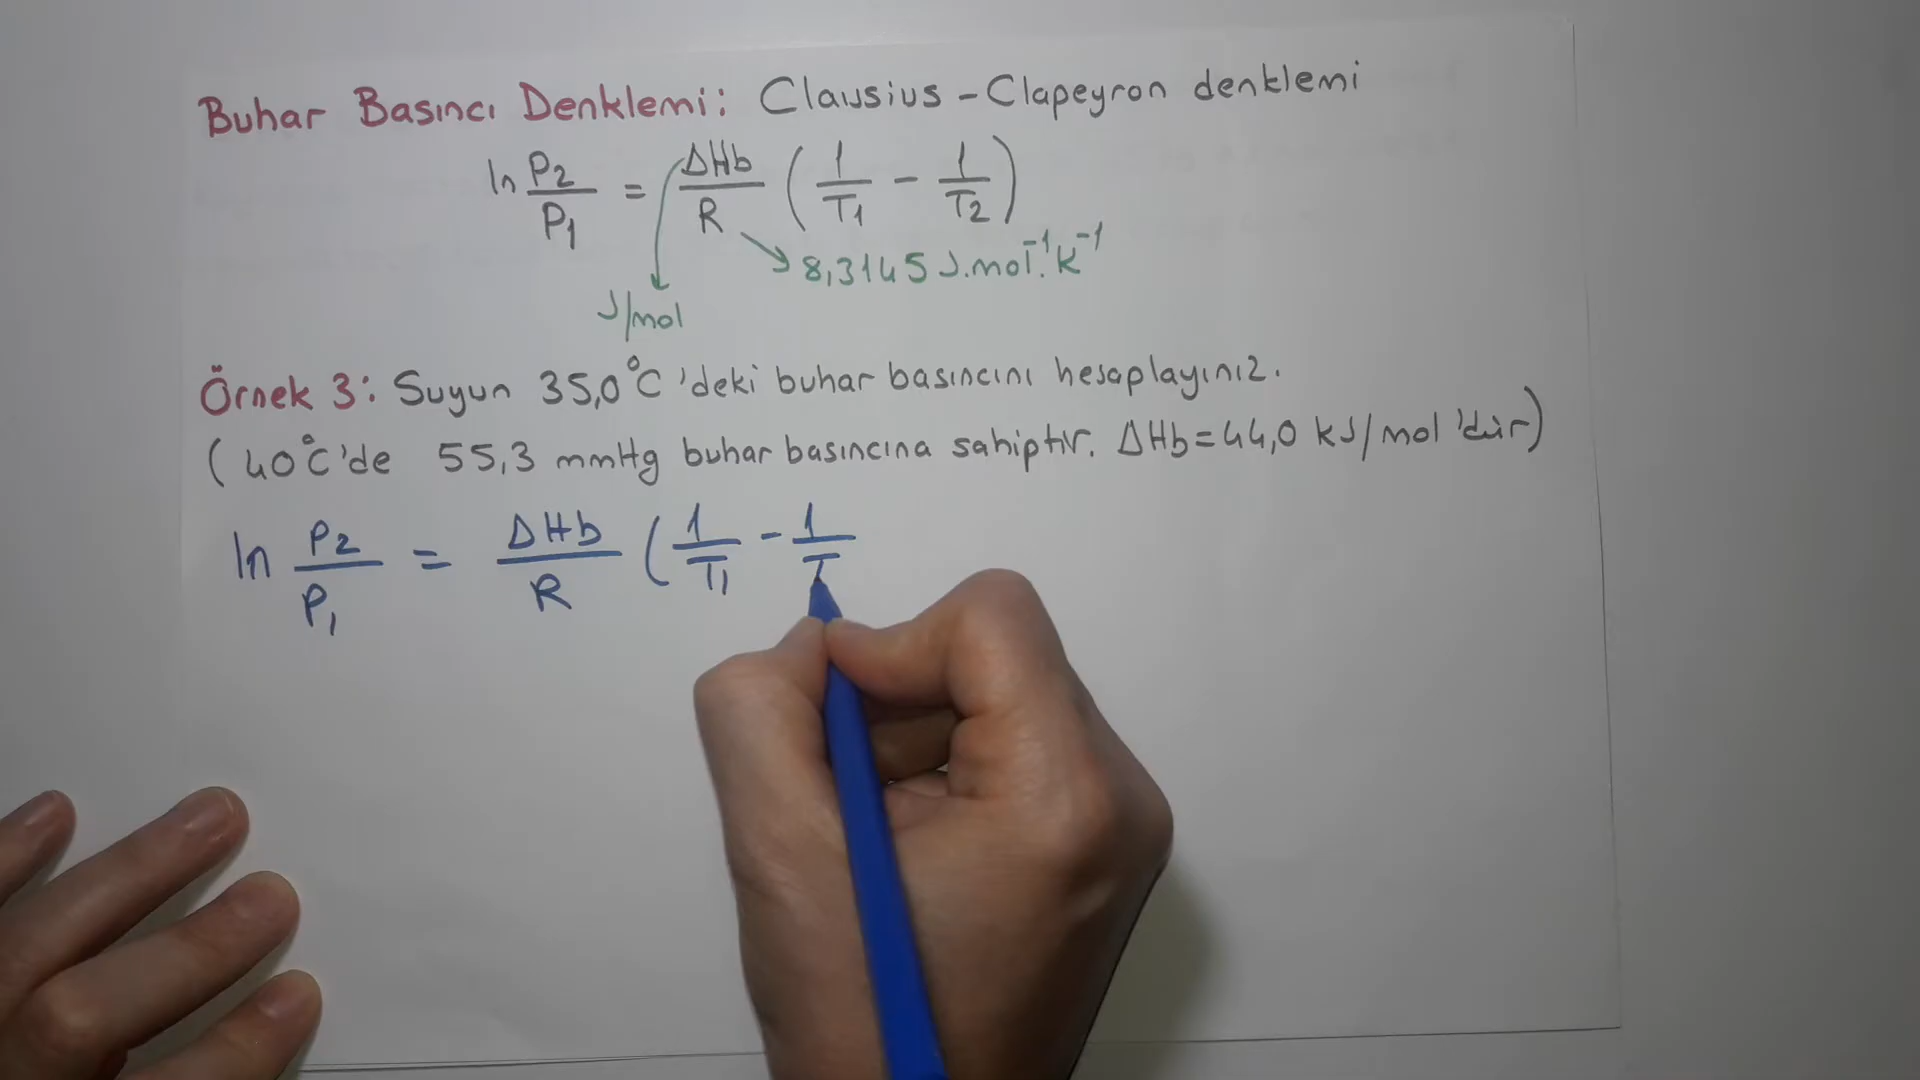 Buhar Basıncı Denklemi: Clausius-Clapeyron denklemi
ln P2/P1 = ΔHb/R (1/T1 - 1/T2)
8,3145 J.mol⁻¹.K⁻¹
J/mol
Örnek 3: Suyun 35,0°C'deki buhar basıncını hesaplayınız.
(40°C'de 55,3 mmHg buhar basıncına sahiptir. ΔHb=44,0 kJ/mol'dür)
ln P2/P1 = ΔHb/R (1/T1 - 1/T